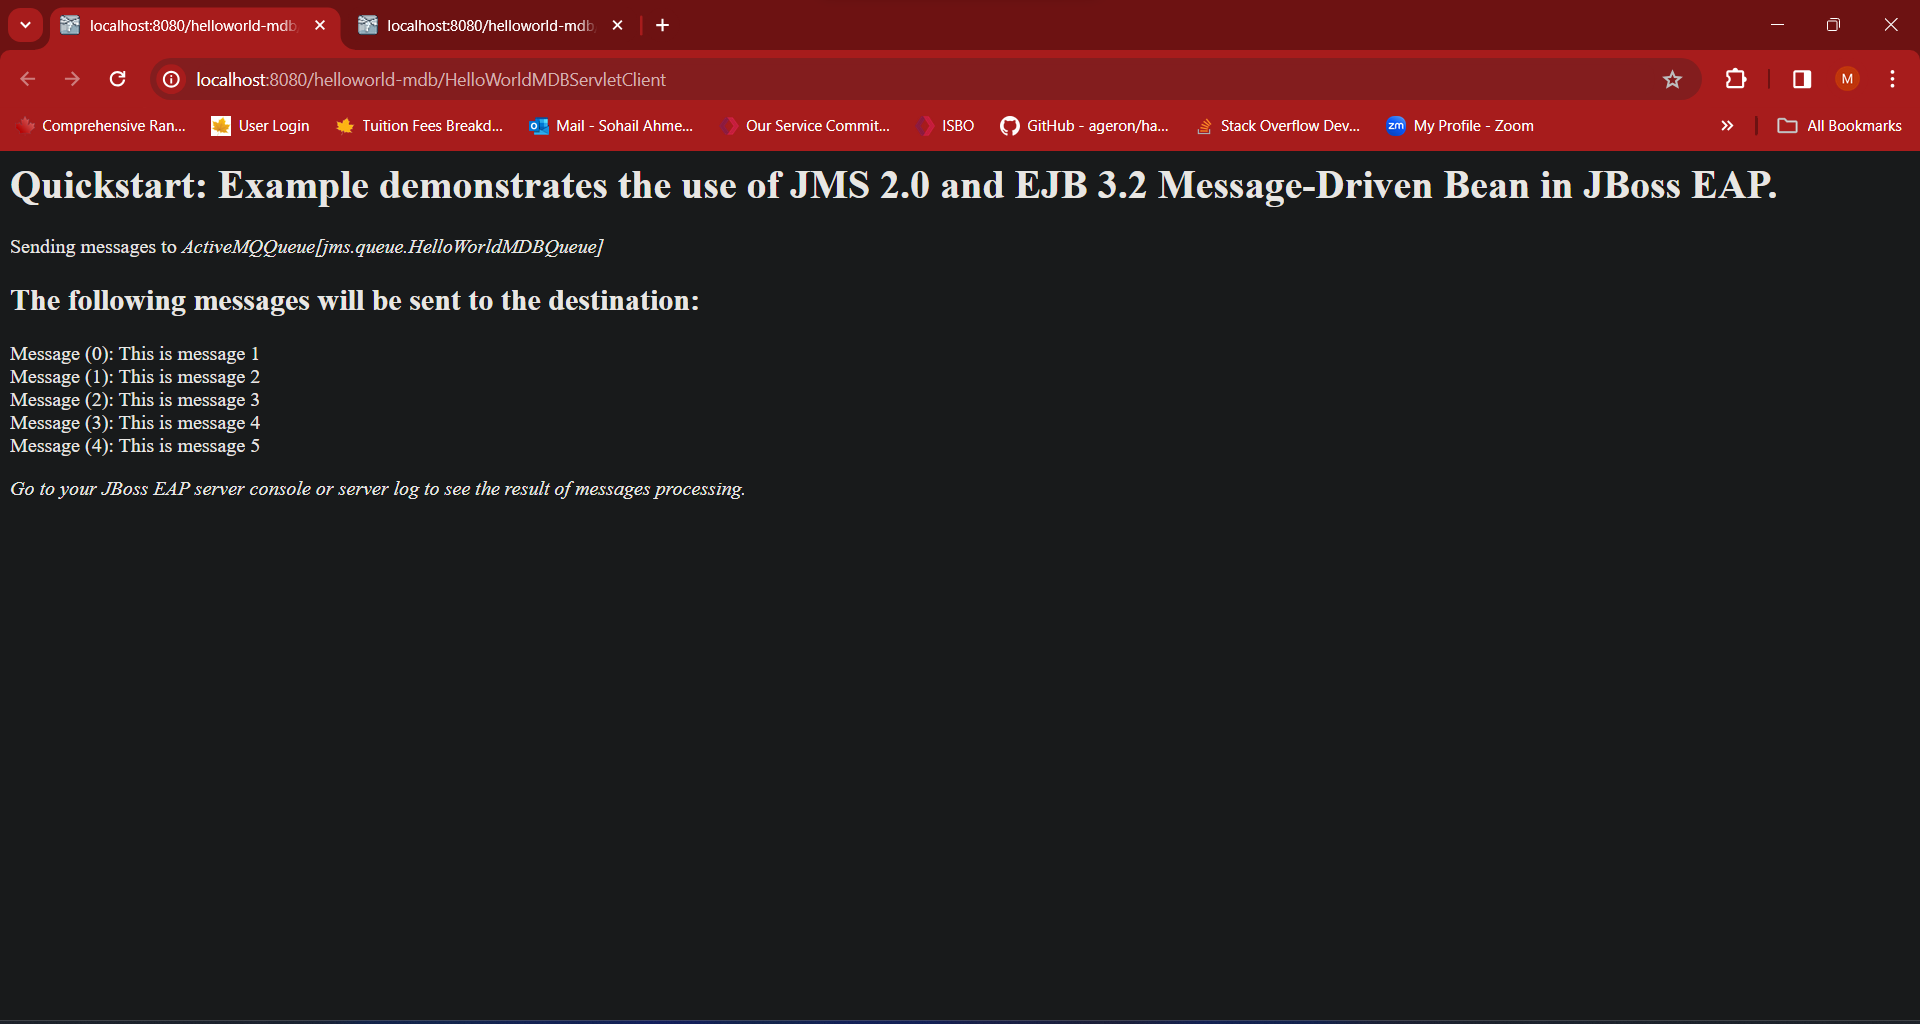 localhost:8080/helloworld-mdb
localhost:8080/helloworld-mdb
localhost:8080/helloworld-mdb/HelloWorldMDBServletClient
M
Comprehensive Ran...
User Login
Tuition Fees Breakd...
Mail - Sohail Ahme...
Our Service Commit...
ISBO
GitHub - ageron/ha...
Stack Overflow Dev...
zm
My Profile - Zoom
All Bookmarks
Quickstart: Example demonstrates the use of JMS 2.0 and EJB 3.2 Message-Driven Bean in JBoss EAP.
Sending messages to ActiveMQQueue[jms.queue.HelloWorldMDBQueue]
The following messages will be sent to the destination:
Message (0): This is message 1
Message (1): This is message 2
Message (2): This is message 3
Message (3): This is message 4
Message (4): This is message 5
Go to your JBoss EAP server console or server log to see the result of messages processing.